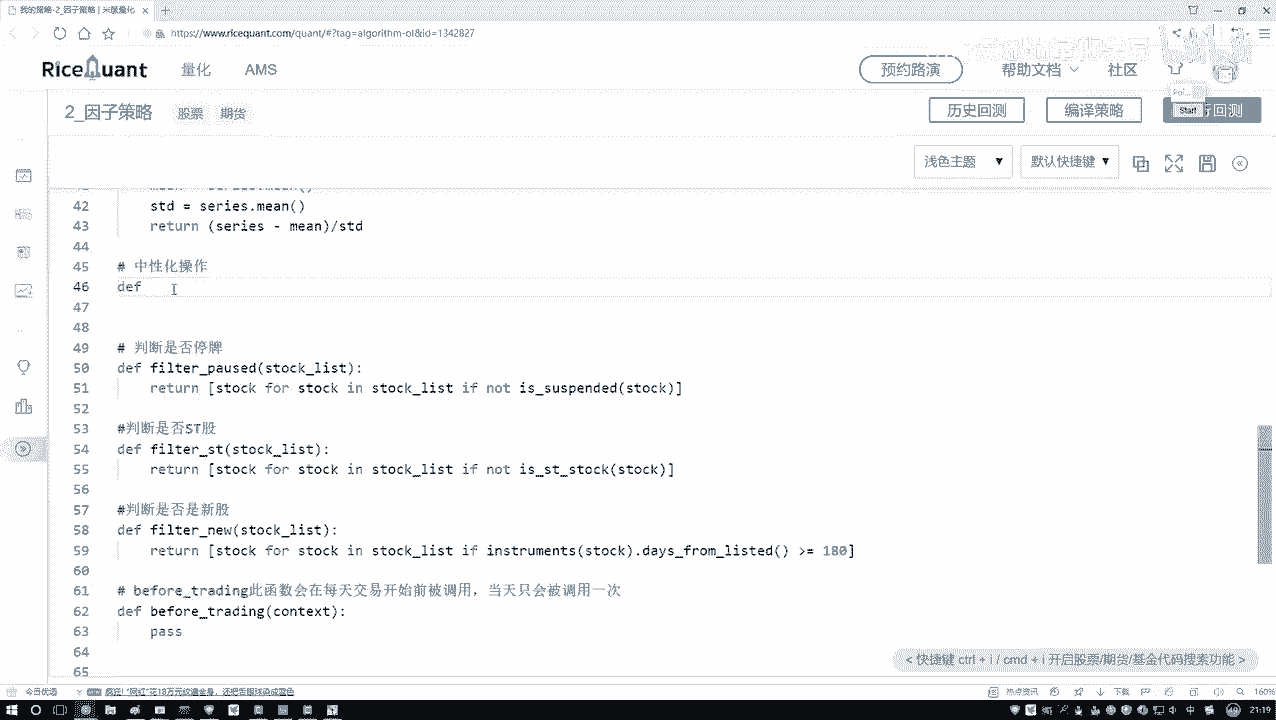 我的策略-2_因子策略 | 米筐量化
https://www.ricequant.com/quant/#?tag=algorithm-ol&id=1342827
RiceQuant 量化 AMS 预约路演 帮助文档 社区
2_因子策略 股票 期货 历史回测 编译策略 回测
Start
浅色主题 默认快捷键
42 std = series.mean()
43 return (series - mean)/std
44
45 # 中性化操作
46 def
47
48
49 # 判断是否停牌
50 def filter_paused(stock_list):
51 return [stock for stock in stock_list if not is_suspended(stock)]
52
53 #判断是否ST股
54 def filter_st(stock_list):
55 return [stock for stock in stock_list if not is_st_stock(stock)]
56
57 #判断是否是新股
58 def filter_new(stock_list):
59 return [stock for stock in stock_list if instruments(stock).days_from_listed() >= 180]
60
61 # before_trading此函数会在每天交易开始前被调用，当天只会被调用一次
62 def before_trading(context):
63 pass
64
65
< 快捷键 ctrl + i / cmd + i 开启股票/期货/基金代码搜索功能 >
今日优选 热点资讯 下载 160%
中 21:19